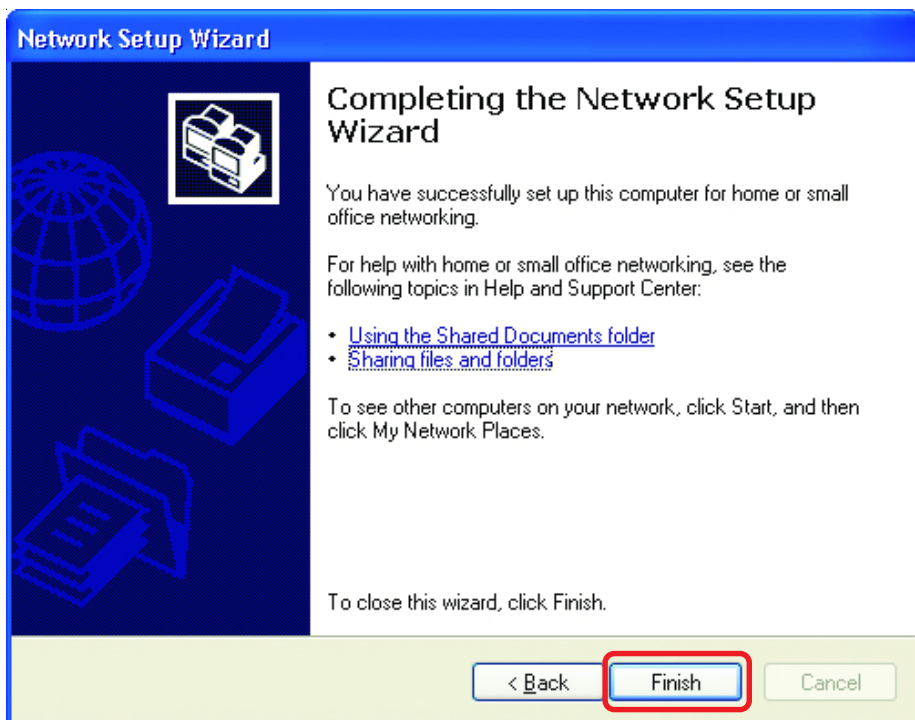 Network Setup Wizard
Completing the Network Setup
Wizard
You have successfully set up this computer for home or small
office networking.
For help with home or small office networking, see the
following topics in Help and Support Center:
• Using the Shared Documents folder
• Sharing files and folders
To see other computers on your network, click Start, and then
click My Network Places.
To close this wizard, click Finish.
< Back Finish Cancel